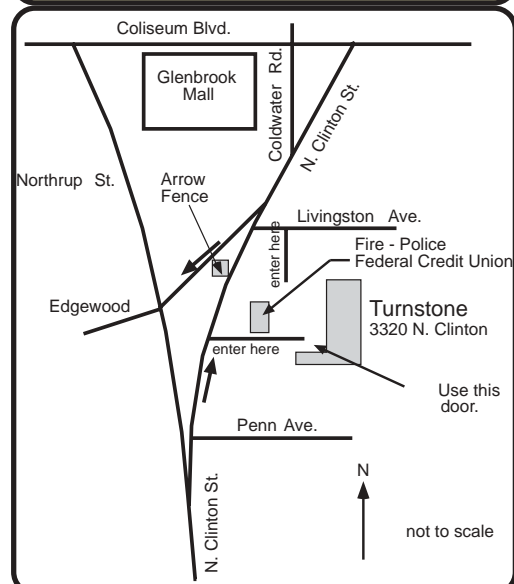 Coliseum Blvd.
Glenbrook
Mall
Coldwater Rd.
N. Clinton St.
Northrup St.
Arrow
Fence
Livingston Ave.
enter here
Fire - Police
Federal Credit Union
Edgewood
Turnstone
3320 N. Clinton
enter here
Use this
door.
Penn Ave.
N
N. Clinton St.
not to scale